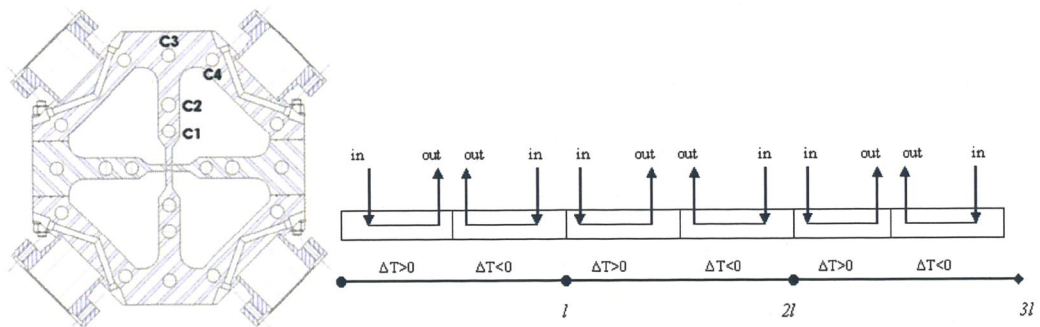 C3
C4
C2
C1
in out out in in out out in in out out in
ΔT>0 ΔT<0 ΔT>0 ΔT<0 ΔT>0 ΔT<0
l 2l 3l